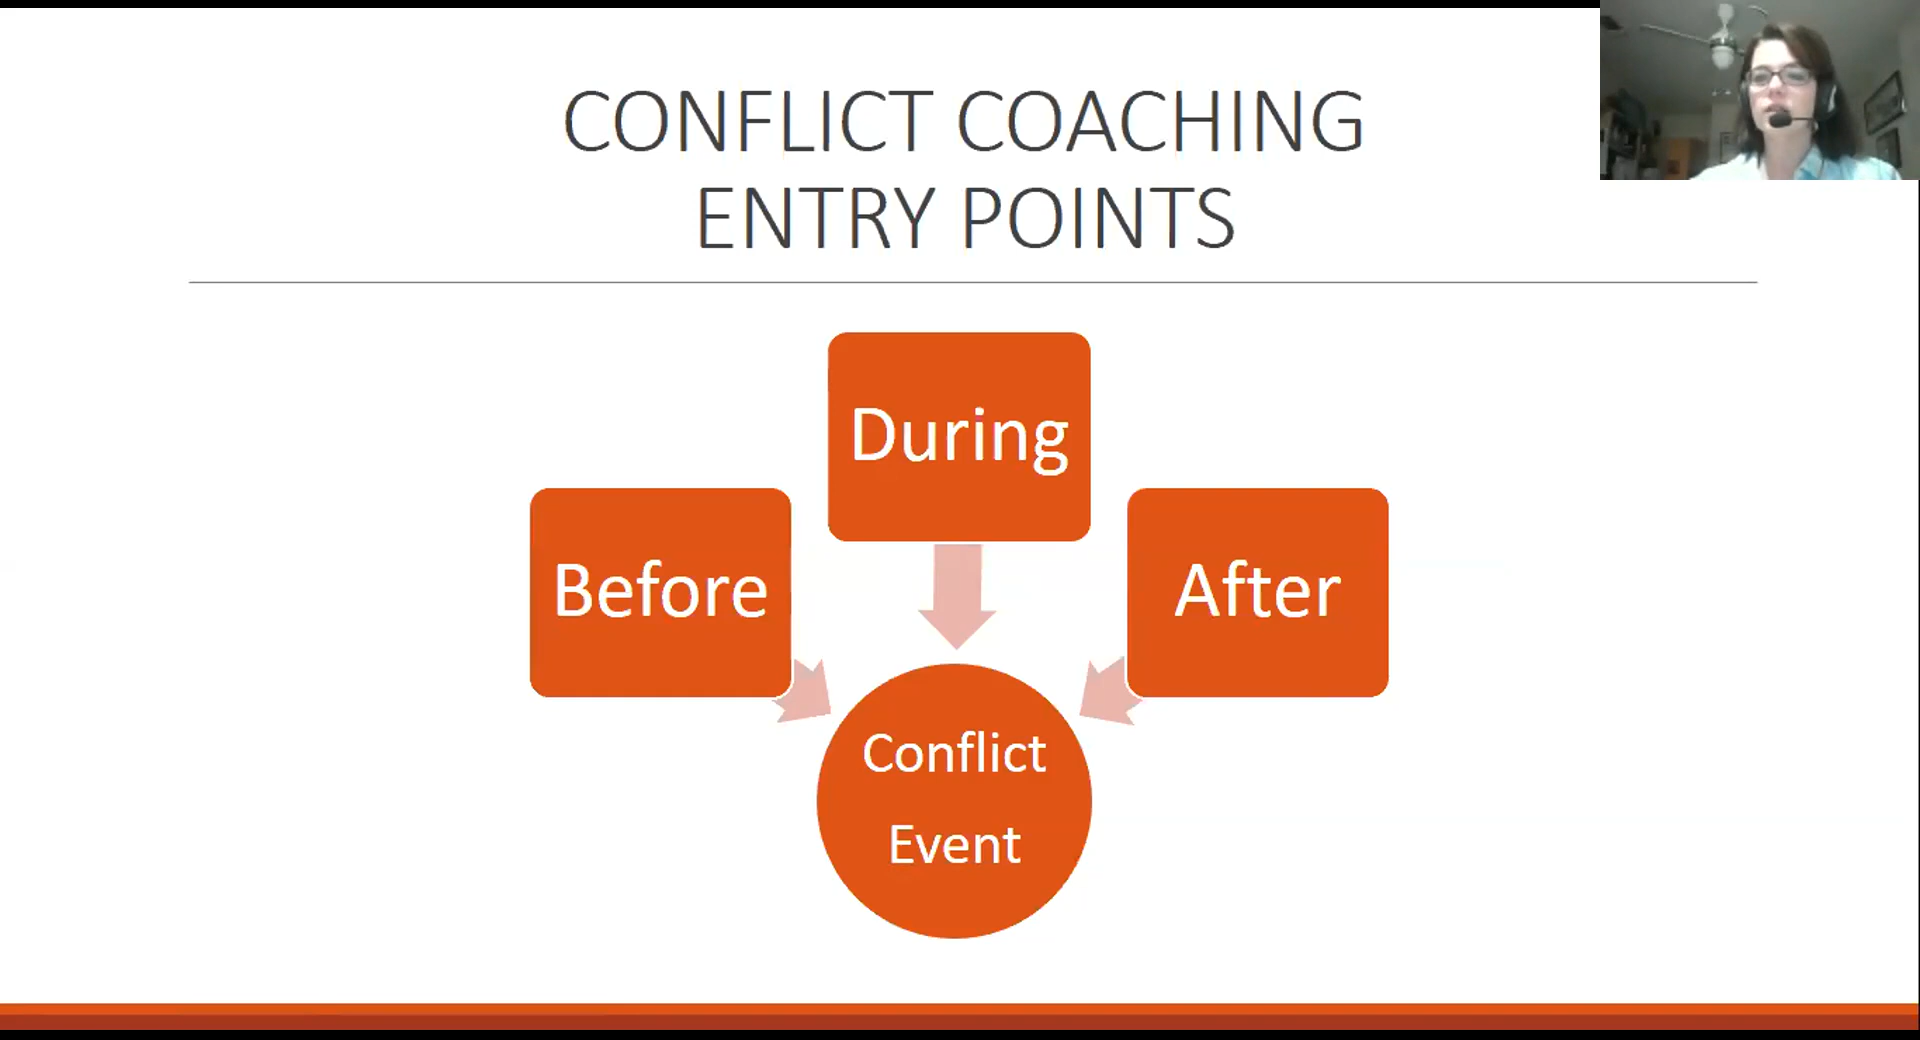 CONFLICT COACHING
ENTRY POINTS
During
Before
After
Conflict
Event